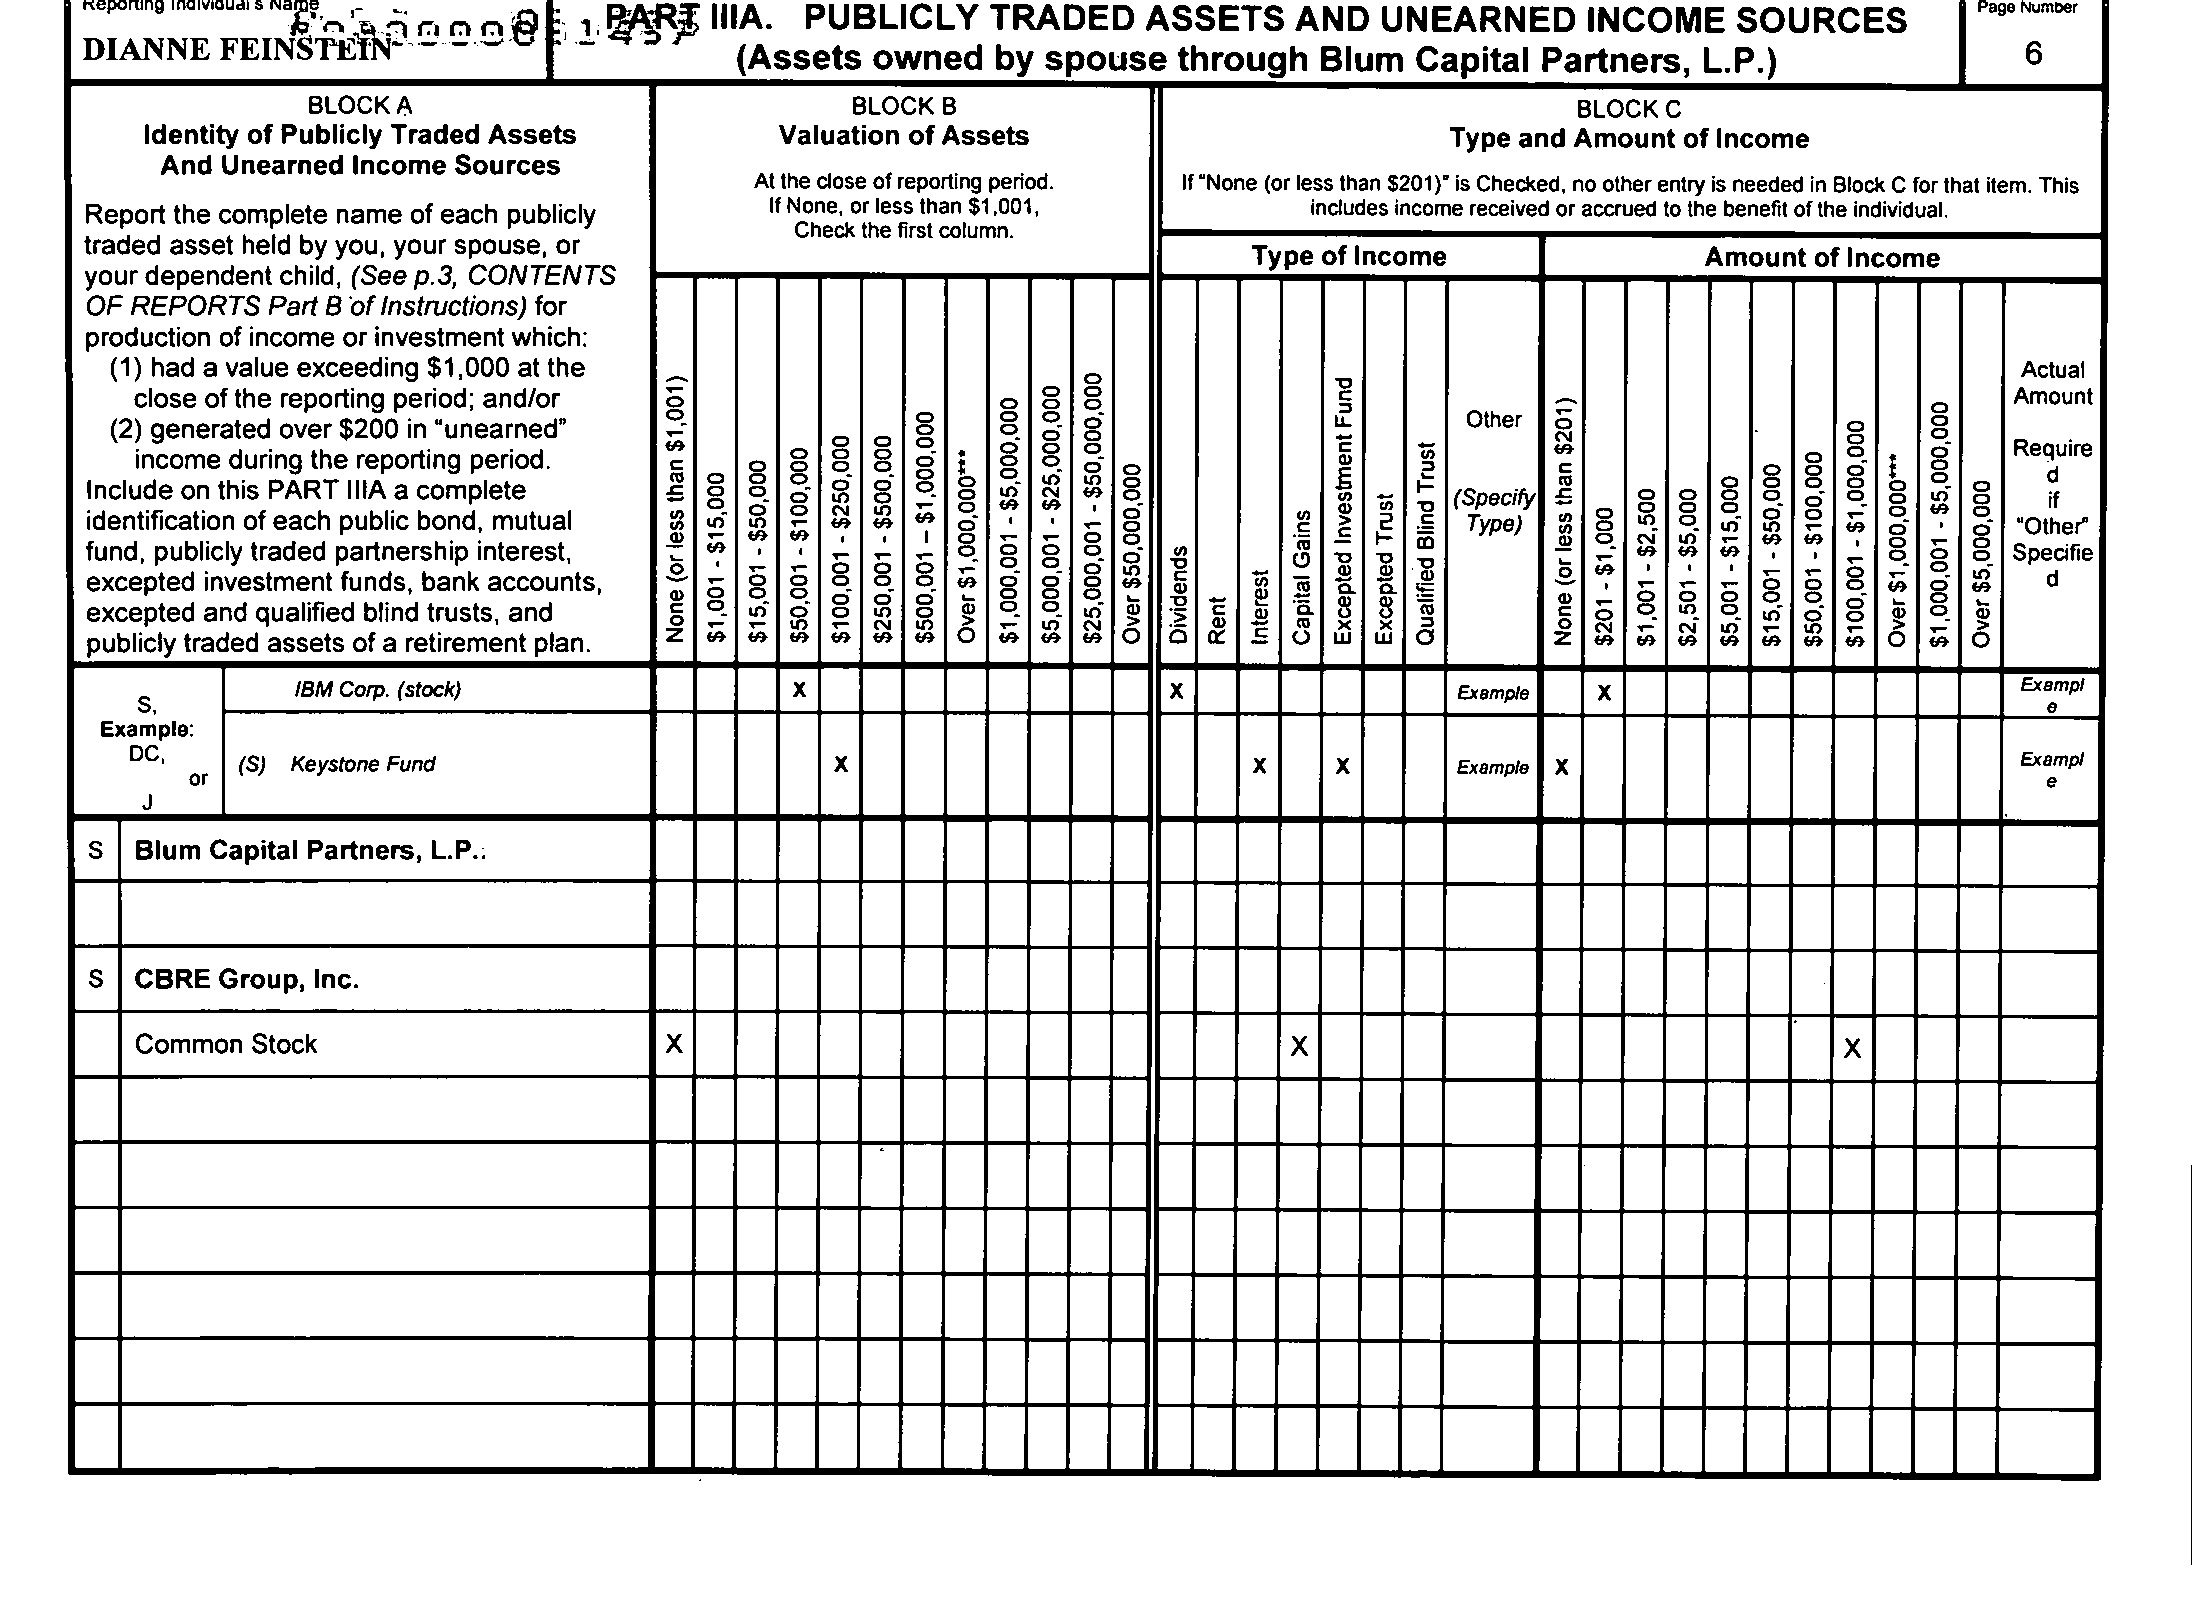 Reporting Individual's Name
DIANNE FEINSTEIN
PART IIIA. PUBLICLY TRADED ASSETS AND UNEARNED INCOME SOURCES
(Assets owned by spouse through Blum Capital Partners, L.P.)
Page Number
6
BLOCK A
Identity of Publicly Traded Assets
And Unearned Income Sources
Report the complete name of each publicly
traded asset held by you, your spouse, or
your dependent child, (See p.3, CONTENTS
OF REPORTS Part B of Instructions) for
production of income or investment which:
(1) had a value exceeding $1,000 at the
close of the reporting period; and/or
(2) generated over $200 in "unearned"
income during the reporting period.
Include on this PART IIIA a complete
identification of each public bond, mutual
fund, publicly traded partnership interest,
excepted investment funds, bank accounts,
excepted and qualified blind trusts, and
publicly traded assets of a retirement plan.
BLOCK B
Valuation of Assets
At the close of reporting period.
If None, or less than $1,001,
Check the first column.
None (or less than $1,001)
$1,001 - $15,000
$15,001 - $50,000
$50,001 - $100,000
$100,001 - $250,000
$250,001 - $500,000
$500,001 – $1,000,000
Over $1,000,000***
$1,000,001 - $5,000,000
$5,000,001 - $25,000,000
$25,000,001 - $50,000,000
Over $50,000,000
BLOCK C
Type and Amount of Income
If "None (or less than $201)" is Checked, no other entry is needed in Block C for that item. This
includes income received or accrued to the benefit of the individual.
Type of Income
Amount of Income
Dividends
Rent
Interest
Capital Gains
Excepted Investment Fund
Excepted Trust
Qualified Blind Trust
Other
(Specify
Type)
None (or less than $201)
$201 - $1,000
$1,001 - $2,500
$2,501 - $5,000
$5,001 - $15,000
$15,001 - $50,000
$50,001 - $100,000
$100,001 - $1,000,000
Over $1,000,000***
$1,000,001 - $5,000,000
Over $5,000,000
Actual
Amount
Require
d
if
"Other"
Specifie
d
S,
Example:
DC,
or
J
IBM Corp. (stock) X X Example X Exampl
e
(S) Keystone Fund X X X Example X Exampl
e
S Blum Capital Partners, L.P.:
S CBRE Group, Inc.
Common Stock X X X